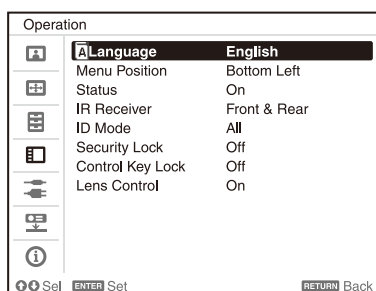 Operation
ALanguage English
Menu Position Bottom Left
Status On
IR Receiver Front & Rear
ID Mode All
Security Lock Off
Control Key Lock Off
Lens Control On
Sel ENTER Set RETURN Back